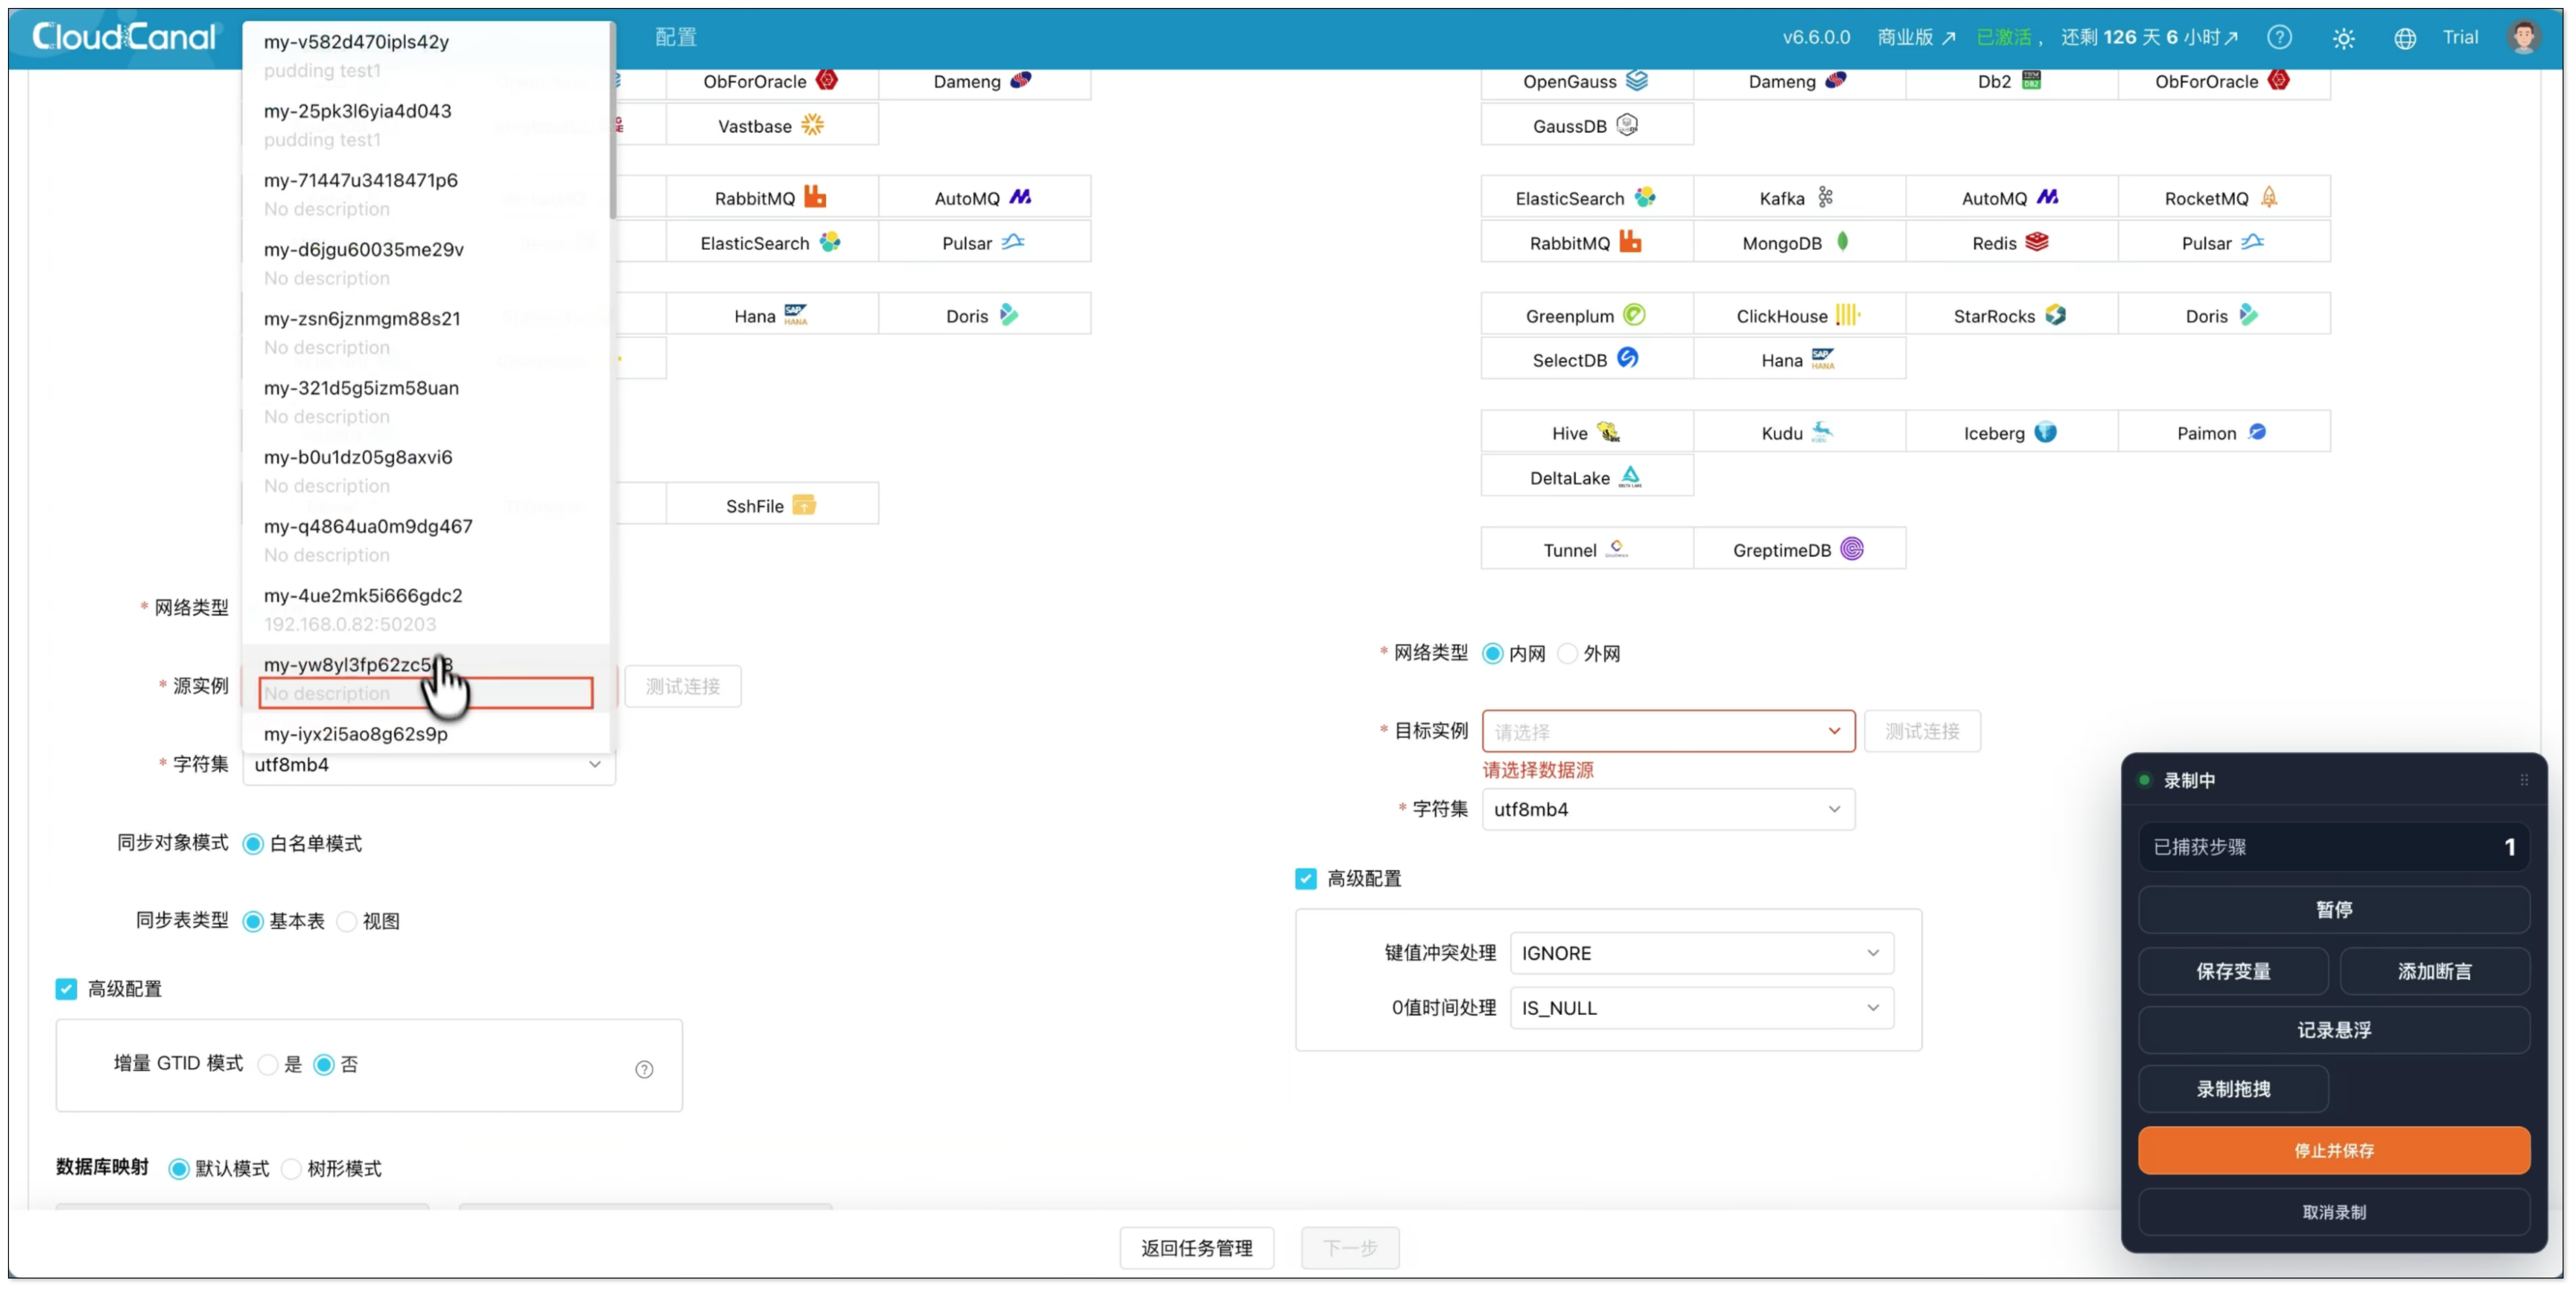 CloudCanal
配置
v6.6.0.0
商业版
已激活，
还剩 126 天 6 小时
Trial
my-v582d470ipls42y
pudding test1
my-25pk3l6yia4d043
pudding test1
my-71447u3418471p6
No description
my-d6jgu60035me29v
No description
my-zsn6jznmgm88s21
No description
my-321d5g5izm58uan
No description
my-b0u1dz05g8axvi6
No description
my-q4864ua0m9dg467
No description
my-4ue2mk5i666gdc2
192.168.0.82:50203
No description
my-iyx2i5ao8g62s9p
ObForOracle
Dameng
Vastbase
RabbitMQ
AutoMQ
ElasticSearch
Pulsar
Hana
Doris
SshFile
* 网络类型
* 源实例
测试连接
* 字符集
utf8mb4
同步对象模式
白名单模式
同步表类型
基本表
视图
高级配置
增量 GTID 模式
是
否
数据库映射
默认模式
树形模式
OpenGauss
Dameng
Db2
ObForOracle
GaussDB
ElasticSearch
Kafka
AutoMQ
RocketMQ
RabbitMQ
MongoDB
Redis
Pulsar
Greenplum
ClickHouse
StarRocks
Doris
SelectDB
Hana
Hive
Kudu
Iceberg
Paimon
DeltaLake
Tunnel
GreptimeDB
* 网络类型
内网
外网
* 目标实例
请选择
测试连接
请选择数据源
* 字符集
utf8mb4
高级配置
键值冲突处理
IGNORE
0值时间处理
IS_NULL
返回任务管理
下一步
录制中
已捕获步骤
1
暂停
保存变量
添加断言
记录悬浮
录制拖拽
停止并保存
取消录制